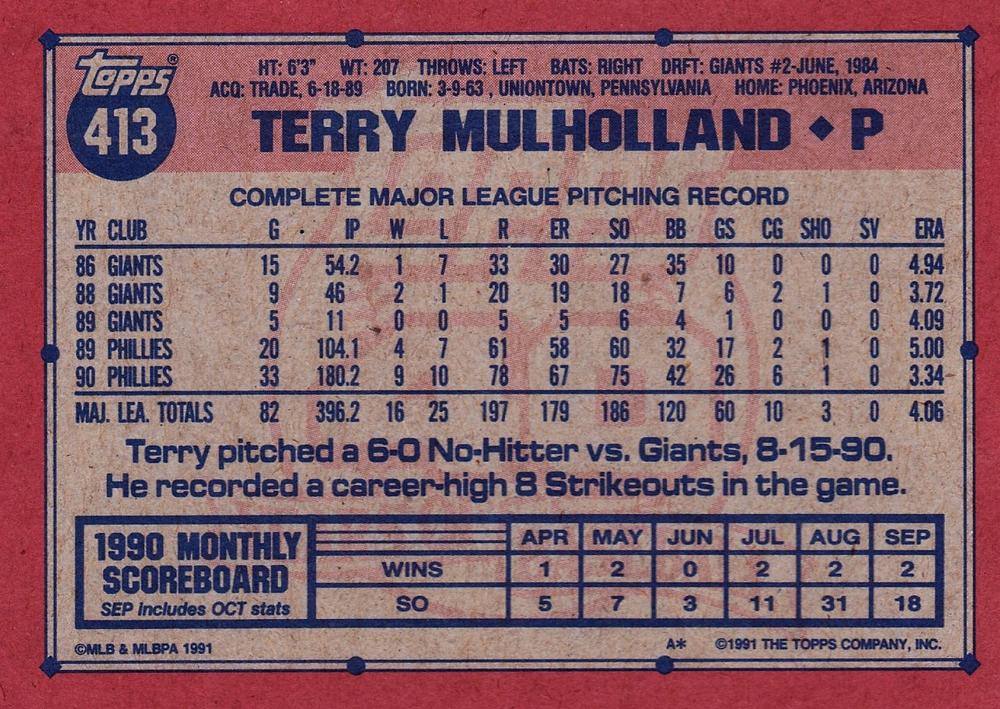 Topps®
413
HT: 6'3" WT: 207 THROWS: LEFT BATS: RIGHT DRFT: GIANTS #2-JUNE, 1984
ACQ: TRADE, 6-18-89 BORN: 3-9-63 , UNIONTOWN, PENNSYLVANIA HOME: PHOENIX, ARIZONA
TERRY MULHOLLAND ◆ P
COMPLETE MAJOR LEAGUE PITCHING RECORD
YR CLUB G IP W L R ER SO BB GS CG SHO SV ERA
86 GIANTS 15 54.2 1 7 33 30 27 35 10 0 0 0 4.94
88 GIANTS 9 46 2 1 20 19 18 7 6 2 1 0 3.72
89 GIANTS 5 11 0 0 5 5 6 4 1 0 0 0 4.09
89 PHILLIES 20 104.1 4 7 61 58 60 32 17 2 1 0 5.00
90 PHILLIES 33 180.2 9 10 78 67 75 42 26 6 1 0 3.34
MAJ. LEA. TOTALS 82 396.2 16 25 197 179 186 120 60 10 3 0 4.06
Terry pitched a 6-0 No-Hitter vs. Giants, 8-15-90.
He recorded a career-high 8 Strikeouts in the game.
1990 MONTHLY
SCOREBOARD
SEP includes OCT stats
APR MAY JUN JUL AUG SEP
WINS 1 2 0 2 2 2
SO 5 7 3 11 31 18
©MLB & MLBPA 1991 A* ©1991 THE TOPPS COMPANY, INC.